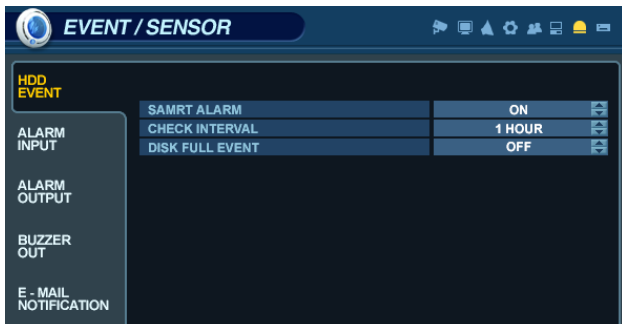 EVENT / SENSOR
HDD
EVENT
SAMRT ALARM ON
CHECK INTERVAL 1 HOUR
DISK FULL EVENT OFF
ALARM
INPUT
ALARM
OUTPUT
BUZZER
OUT
E - MAIL
NOTIFICATION